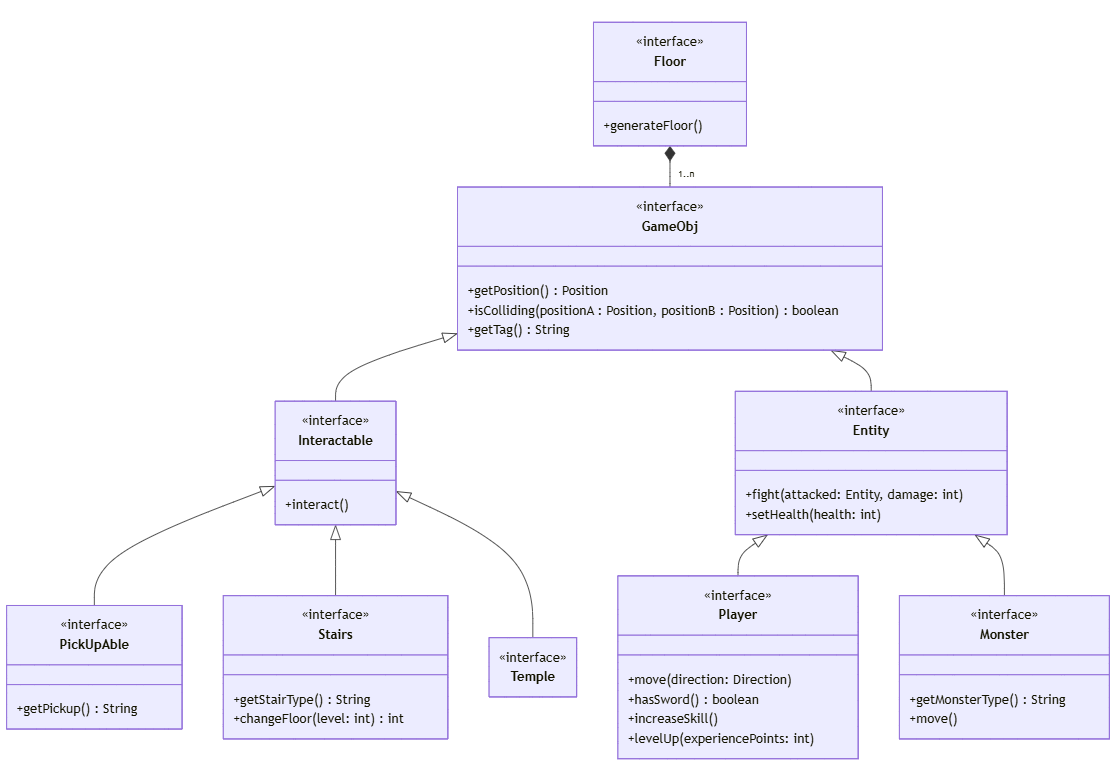 «interface»
Floor
+generateFloor()
1..n
«interface»
GameObj
+getPosition() : Position
+isColliding(positionA : Position, positionB : Position) : boolean
+getTag() : String
«interface»
Interactable
+interact()
«interface»
Entity
+fight(attacked: Entity, damage: int)
+setHealth(health: int)
«interface»
PickUpAble
+getPickup() : String
«interface»
Stairs
+getStairType() : String
+changeFloor(level: int) : int
«interface»
Temple
«interface»
Player
+move(direction: Direction)
+hasSword() : boolean
+increaseSkill()
+levelUp(experiencePoints: int)
«interface»
Monster
+getMonsterType() : String
+move()